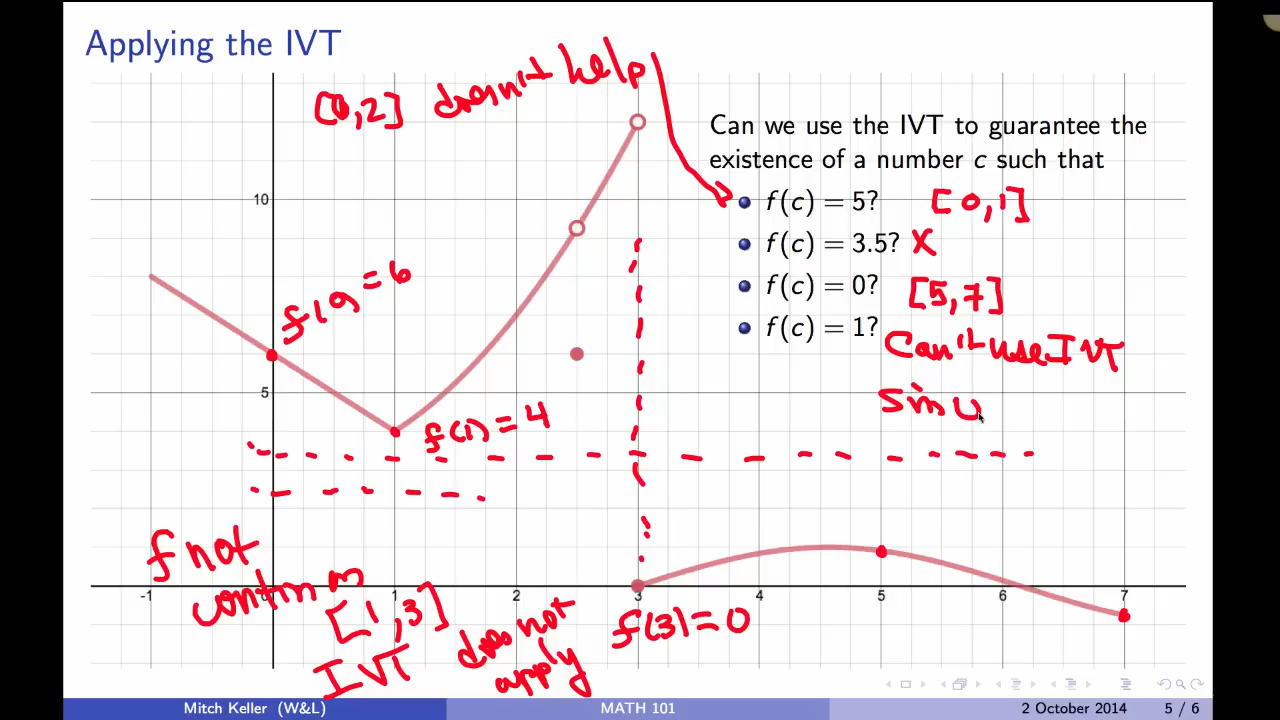 Applying the IVT
[0,2] doesn't help
Can we use the IVT to guarantee the
existence of a number c such that
f(c) = 5? [0,1]
f(c) = 3.5? X
f(c) = 0? [5,7]
f(c) = 1? Can't use IVT
sin
10
f(0) = 6
5
f(1) = 4
f not
contin on
[1,3]
IVT does not
apply
f(3) = 0
-1 1 2 3 4 5 6 7
Mitch Keller (W&L) MATH 101 2 October 2014 5 / 6